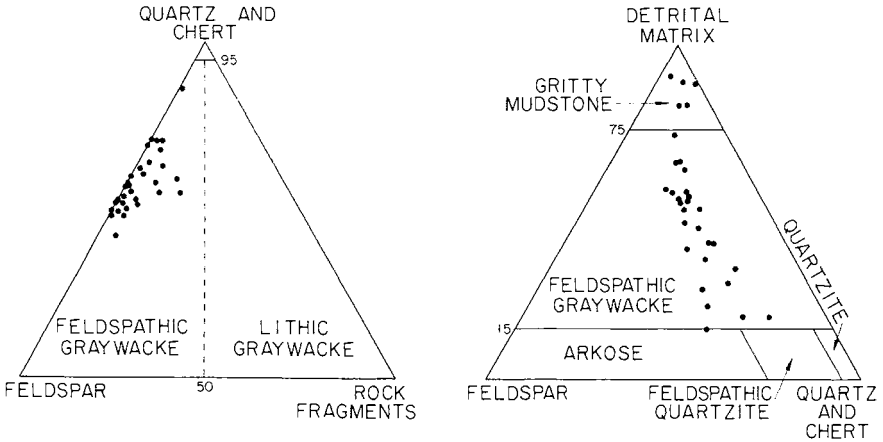 QUARTZ AND
CHERT
95
FELDSPATHIC
GRAYWACKE
LITHIC
GRAYWACKE
FELDSPAR
50
ROCK
FRAGMENTS
DETRITAL
MATRIX
GRITTY
MUDSTONE
75
QUARTZITE
FELDSPATHIC
GRAYWACKE
15
ARKOSE
FELDSPAR
FELDSPATHIC
QUARTZITE
QUARTZ
AND
CHERT